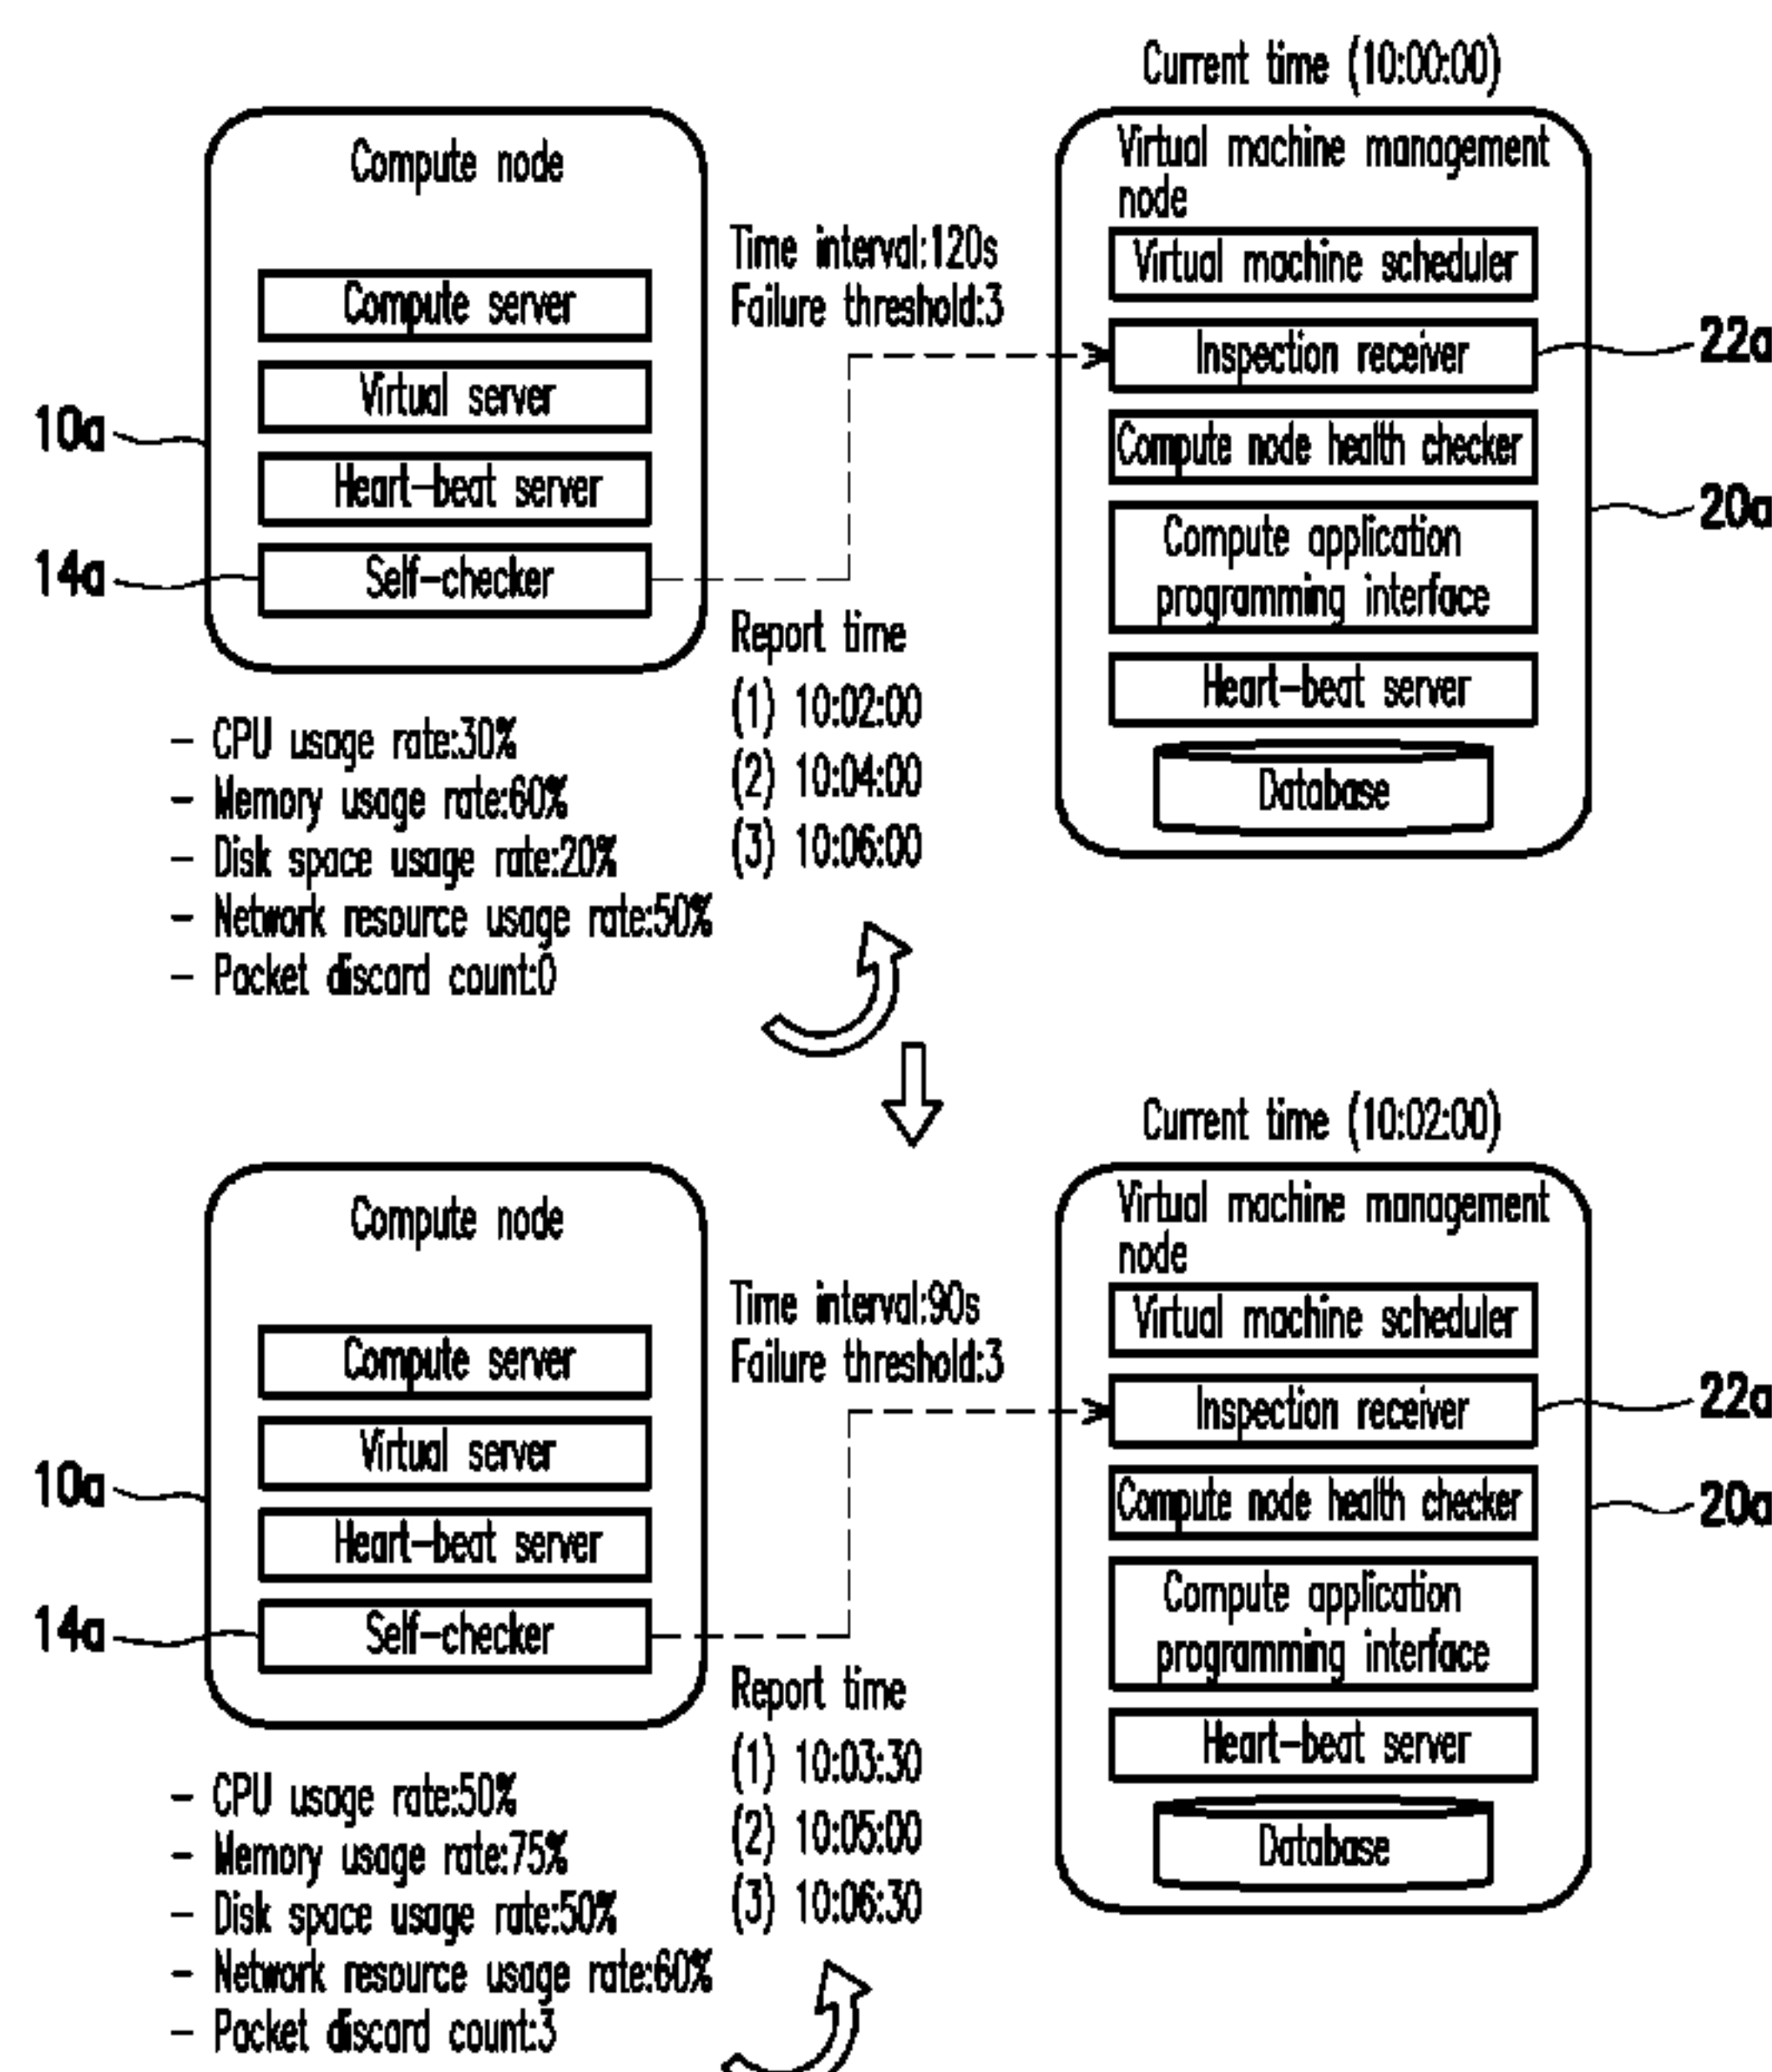 Current time (10:00:00)
Compute node
Compute server
Virtual server
Heart-beat server
Self-checker
10a
14a
- CPU usage rate:30%
- Memory usage rate:60%
- Disk space usage rate:20%
- Network resource usage rate:50%
- Packet discard count:0
Time interval:120s
Failure threshold:3
Report time
(1) 10:02:00
(2) 10:04:00
(3) 10:06:00
Virtual machine management
node
Virtual machine scheduler
Inspection receiver
Compute node health checker
Compute application
programming interface
Heart-beat server
Database
22a
20a
Current time (10:02:00)
Compute node
Compute server
Virtual server
Heart-beat server
Self-checker
10a
14a
- CPU usage rate:50%
- Memory usage rate:75%
- Disk space usage rate:50%
- Network resource usage rate:60%
- Packet discard count:3
Time interval:90s
Failure threshold:3
Report time
(1) 10:03:30
(2) 10:05:00
(3) 10:06:30
Virtual machine management
node
Virtual machine scheduler
Inspection receiver
Compute node health checker
Compute application
programming interface
Heart-beat server
Database
22a
20a